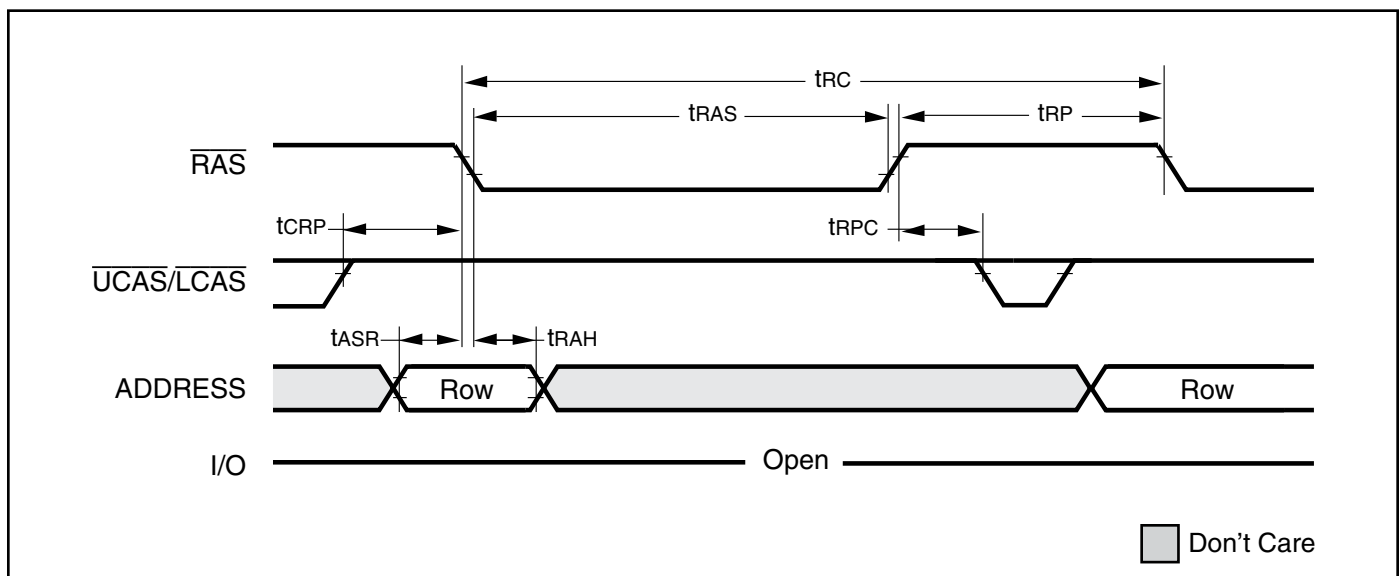 tRC
tRAS
tRP
RAS
tCRP
tRPC
UCAS/LCAS
tASR
tRAH
ADDRESS
Row
Row
I/O
Open
Don't Care